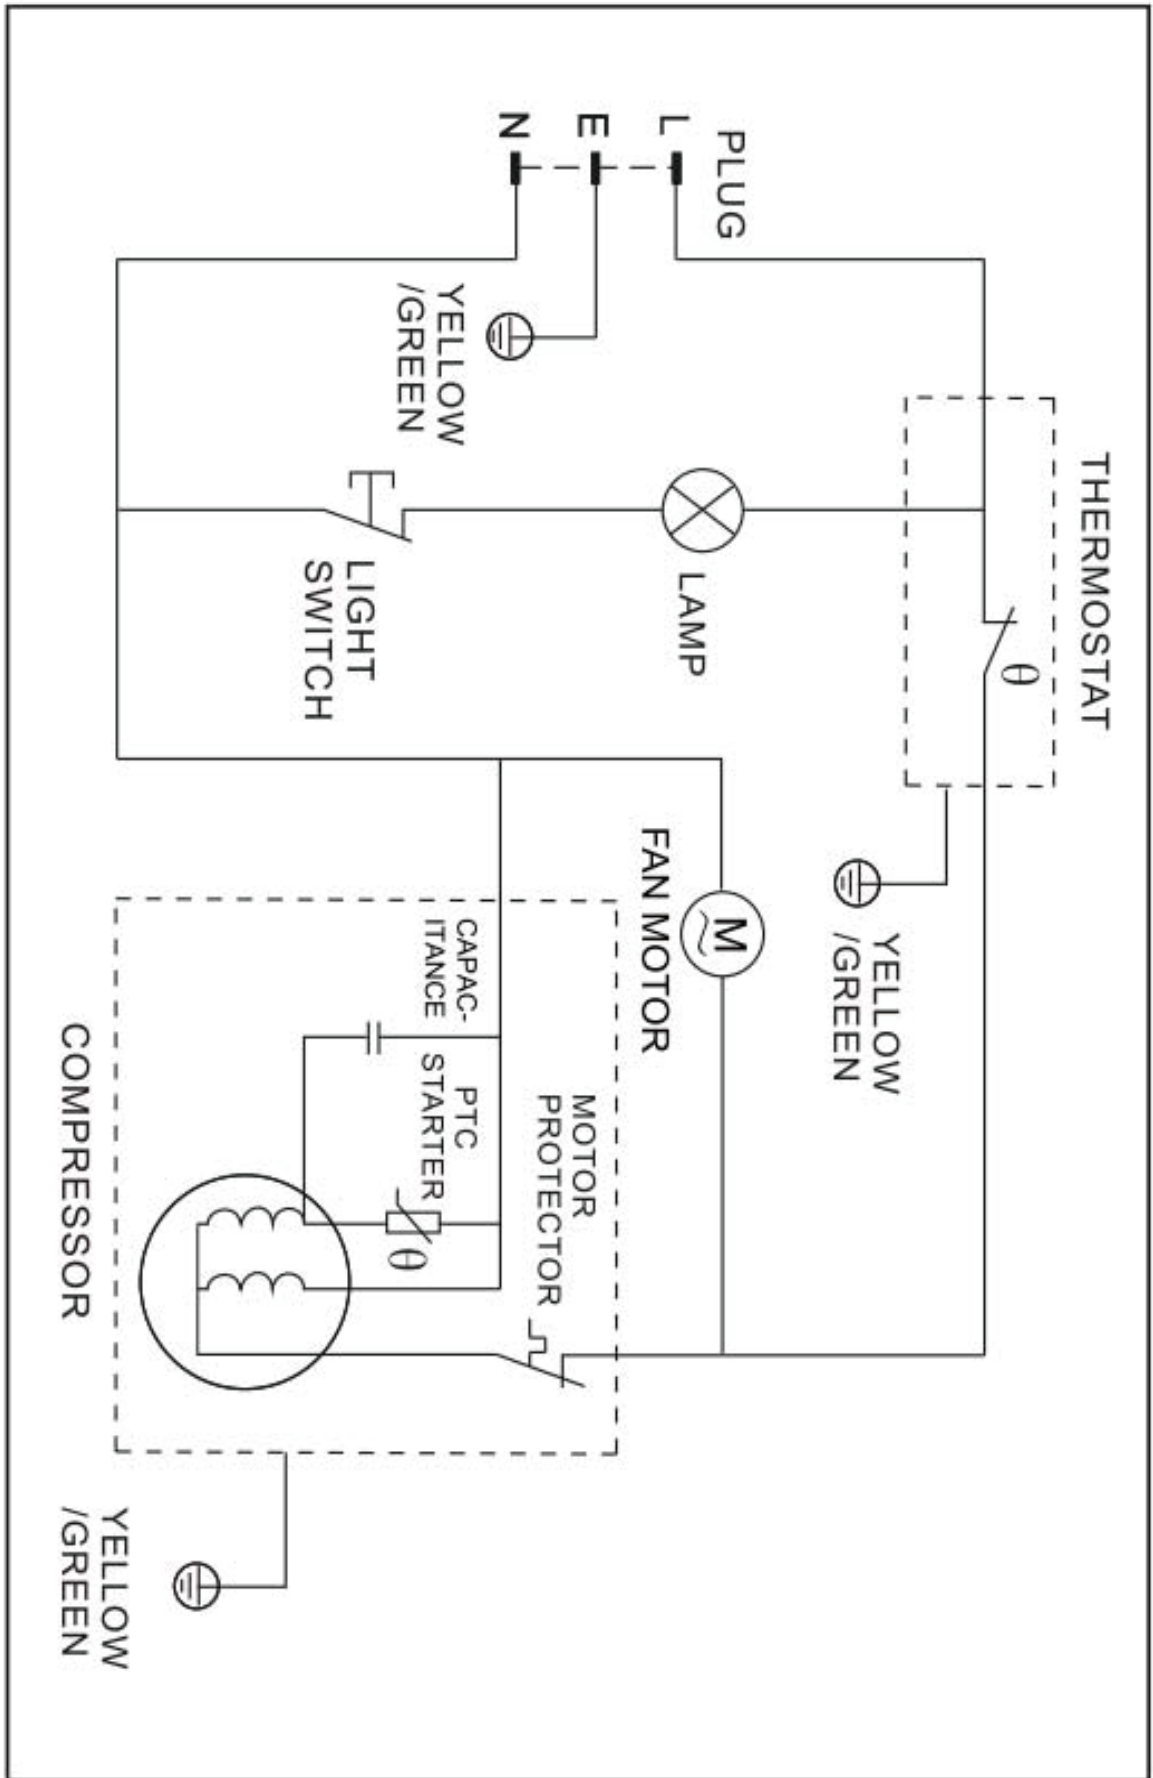 PLUG
L
E
N
YELLOW
/GREEN
THERMOSTAT
θ
LAMP
LIGHT
SWITCH
YELLOW
/GREEN
FAN MOTOR
M
~
CAPAC-
ITANCE
PTC
STARTER
θ
MOTOR
PROTECTOR
COMPRESSOR
YELLOW
/GREEN